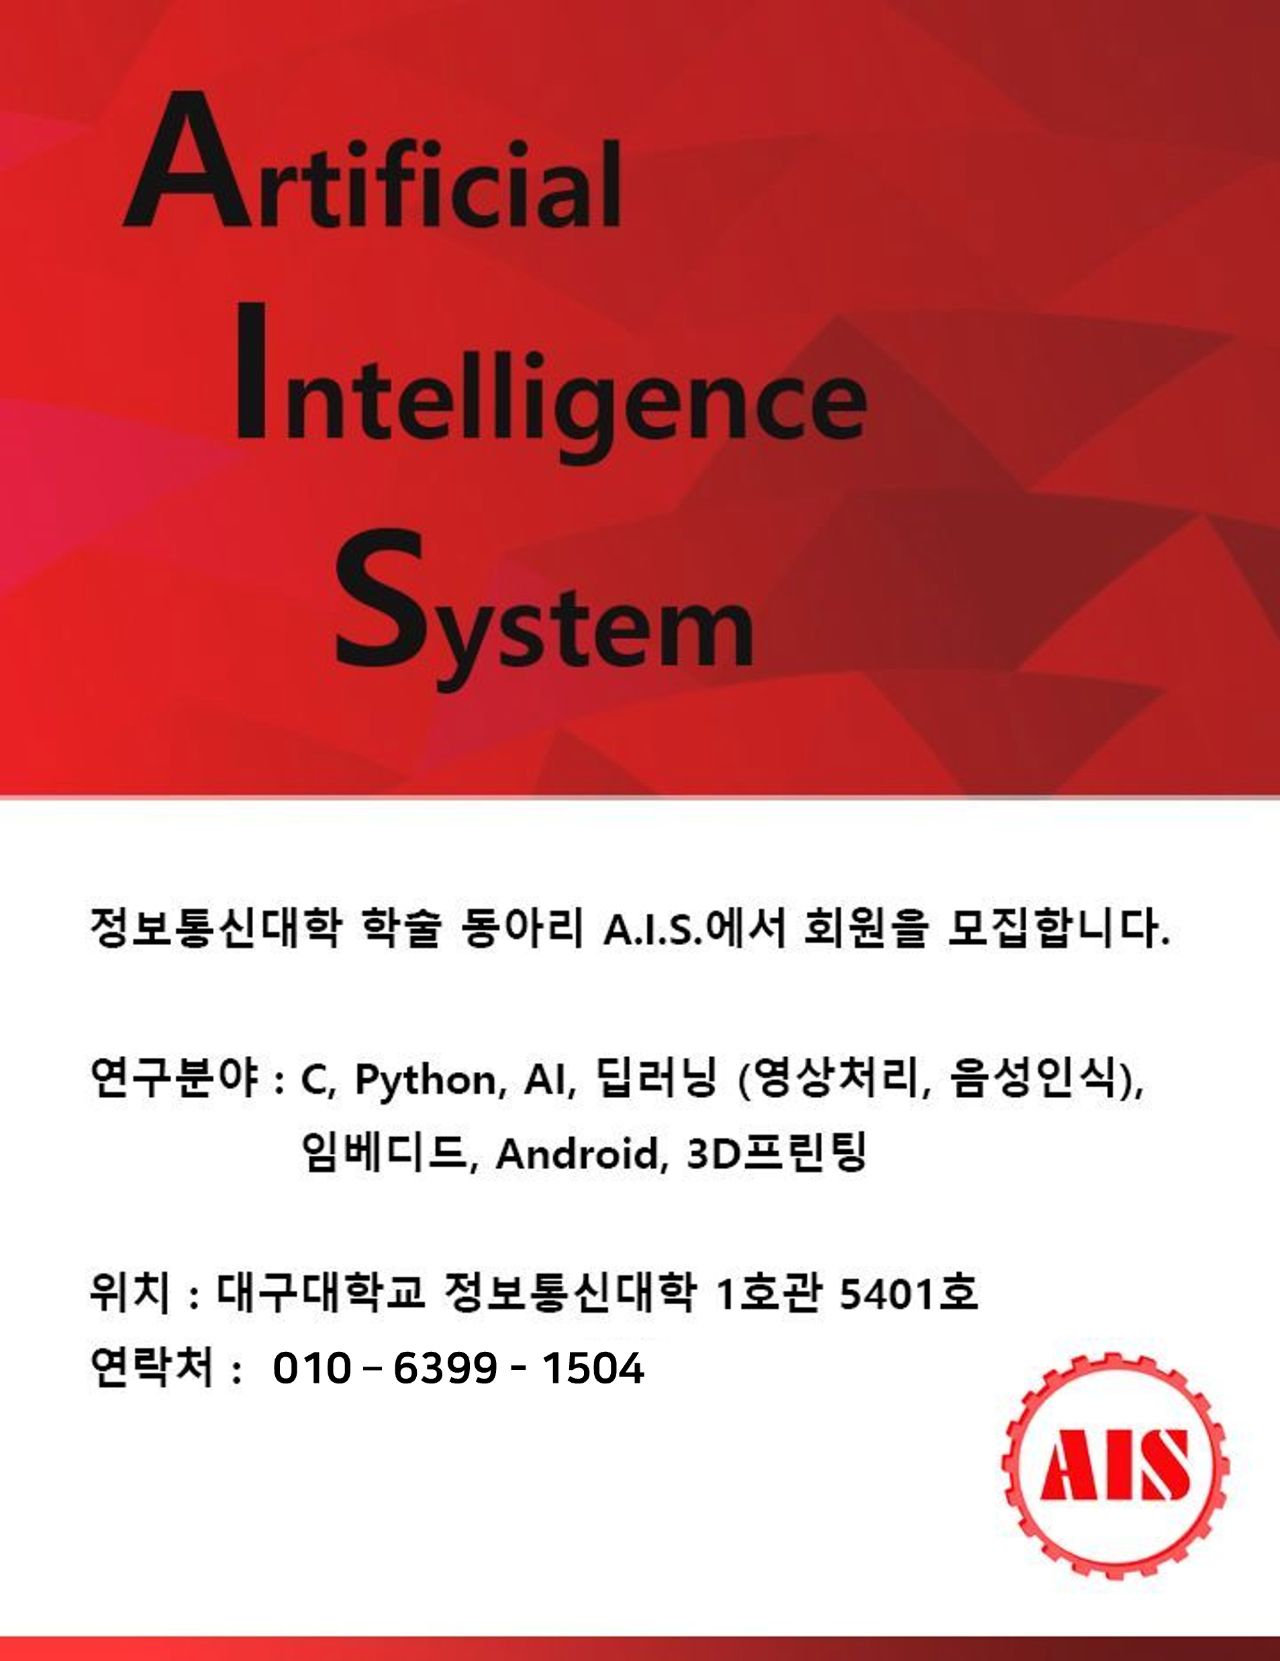 Artificial
Intelligence
System
정보통신대학 학술 동아리 A.I.S.에서 회원을 모집합니다.
연구분야 : C, Python, AI, 딥러닝 (영상처리, 음성인식),
임베디드, Android, 3D프린팅
위치 : 대구대학교 정보통신대학 1호관 5401호
연락처 : 010 – 6399 - 1504
AIS